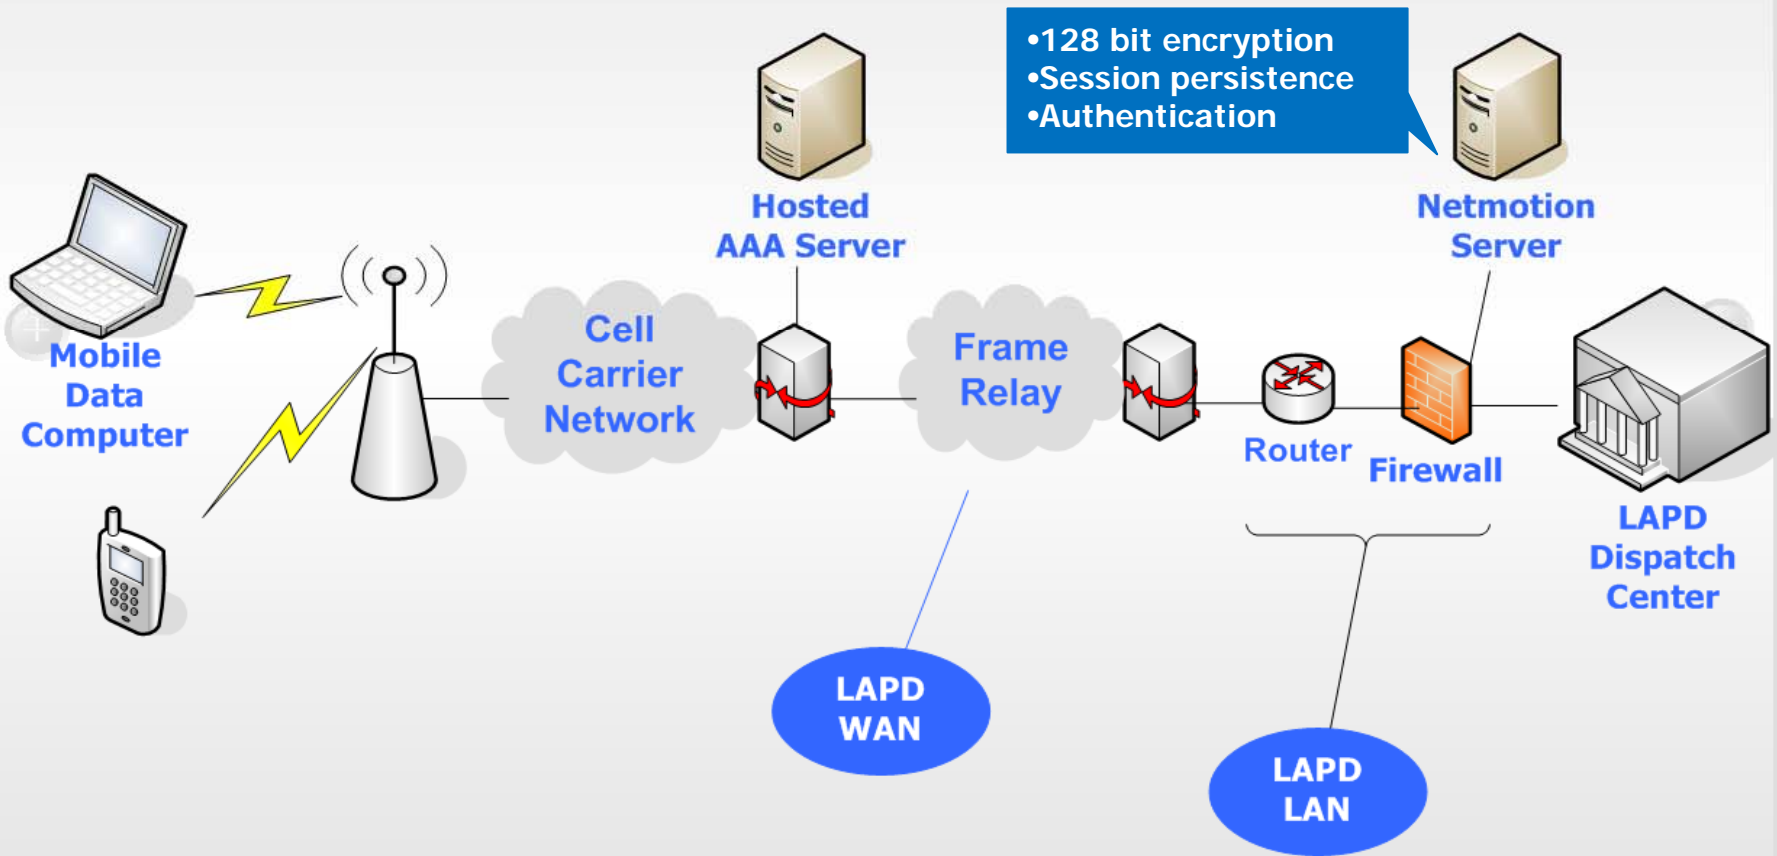 •128 bit encryption
•Session persistence
•Authentication
Hosted
AAA Server
Netmotion
Server
Mobile
Data
Computer
Cell
Carrier
Network
Frame
Relay
Router
Firewall
LAPD
Dispatch
Center
LAPD
WAN
LAPD
LAN